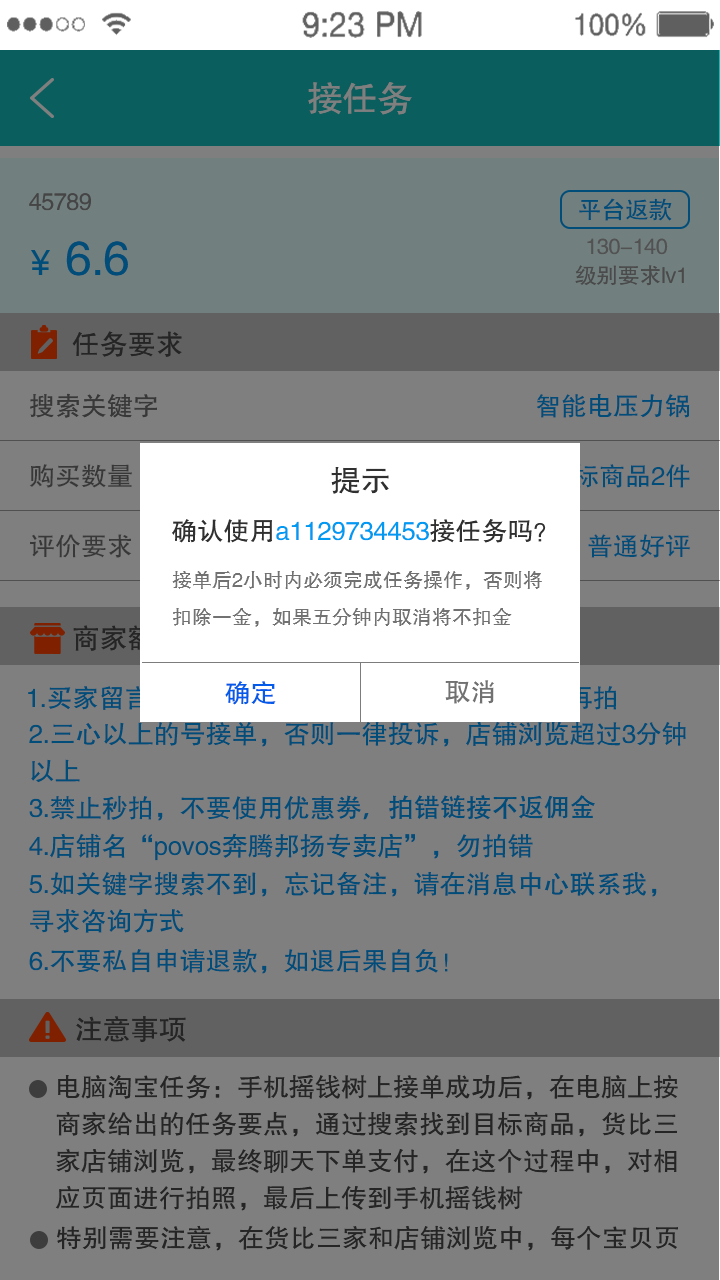 9:23 PM
100%
接任务
45789
平台返款
¥ 6.6
130-140
级别要求lv1
任务要求
搜索关键字
智能电压力锅
购买数量
标商品2件
评价要求
普通好评
提示
确认使用a1129734453接任务吗?
接单后2小时内必须完成任务操作，否则将
扣除一金，如果五分钟内取消将不扣金
确定
取消
商家
1.买家留言
再拍
2.三心以上的号接单，否则一律投诉，店铺浏览超过3分钟
以上
3.禁止秒拍，不要使用优惠券，拍错链接不返佣金
4.店铺名“povos奔腾邦扬专卖店”，勿拍错
5.如关键字搜索不到，忘记备注，请在消息中心联系我，
寻求咨询方式
6.不要私自申请退款，如退后果自负！
注意事项
电脑淘宝任务：手机摇钱树上接单成功后，在电脑上按
商家给出的任务要点，通过搜索找到目标商品，货比三
家店铺浏览，最终聊天下单支付，在这个过程中，对相
应页面进行拍照，最后上传到手机摇钱树
特别需要注意，在货比三家和店铺浏览中，每个宝贝页